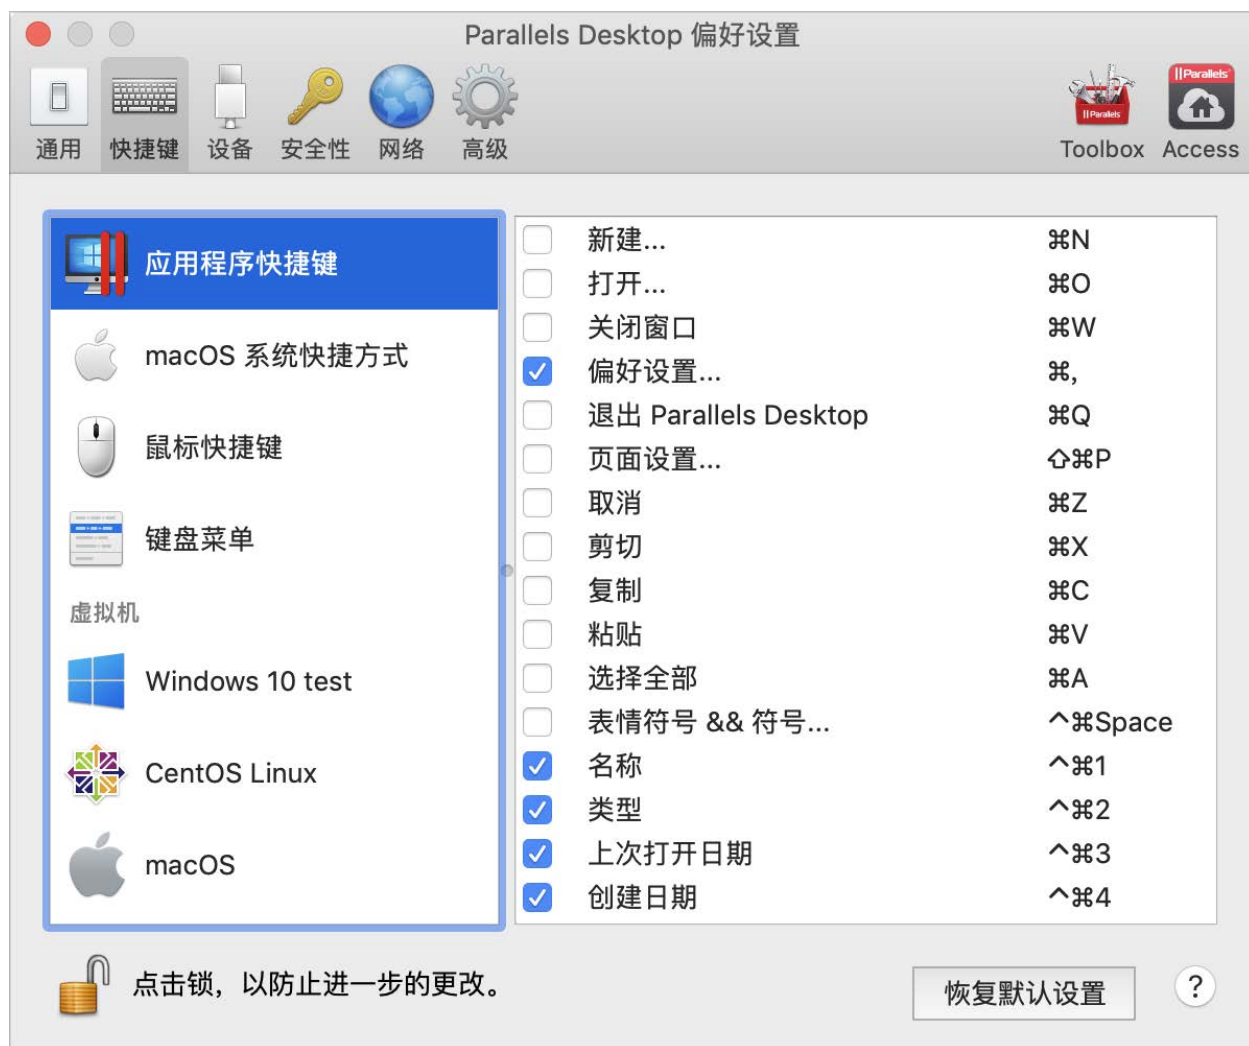 Parallels Desktop 偏好设置
|| Parallels
|| Parallels
通用 快捷键 设备 安全性 网络 高级 Toolbox Access
应用程序快捷键
macOS 系统快捷方式
鼠标快捷键
键盘菜单
虚拟机
Windows 10 test
CentOS Linux
macOS
新建... ⌘N
打开... ⌘O
关闭窗口 ⌘W
偏好设置... ⌘,
退出 Parallels Desktop ⌘Q
页面设置... ⇧⌘P
取消 ⌘Z
剪切 ⌘X
复制 ⌘C
粘贴 ⌘V
选择全部 ⌘A
表情符号 && 符号... ^⌘Space
名称 ^⌘1
类型 ^⌘2
上次打开日期 ^⌘3
创建日期 ^⌘4
点击锁，以防止进一步的更改。
恢复默认设置 ?